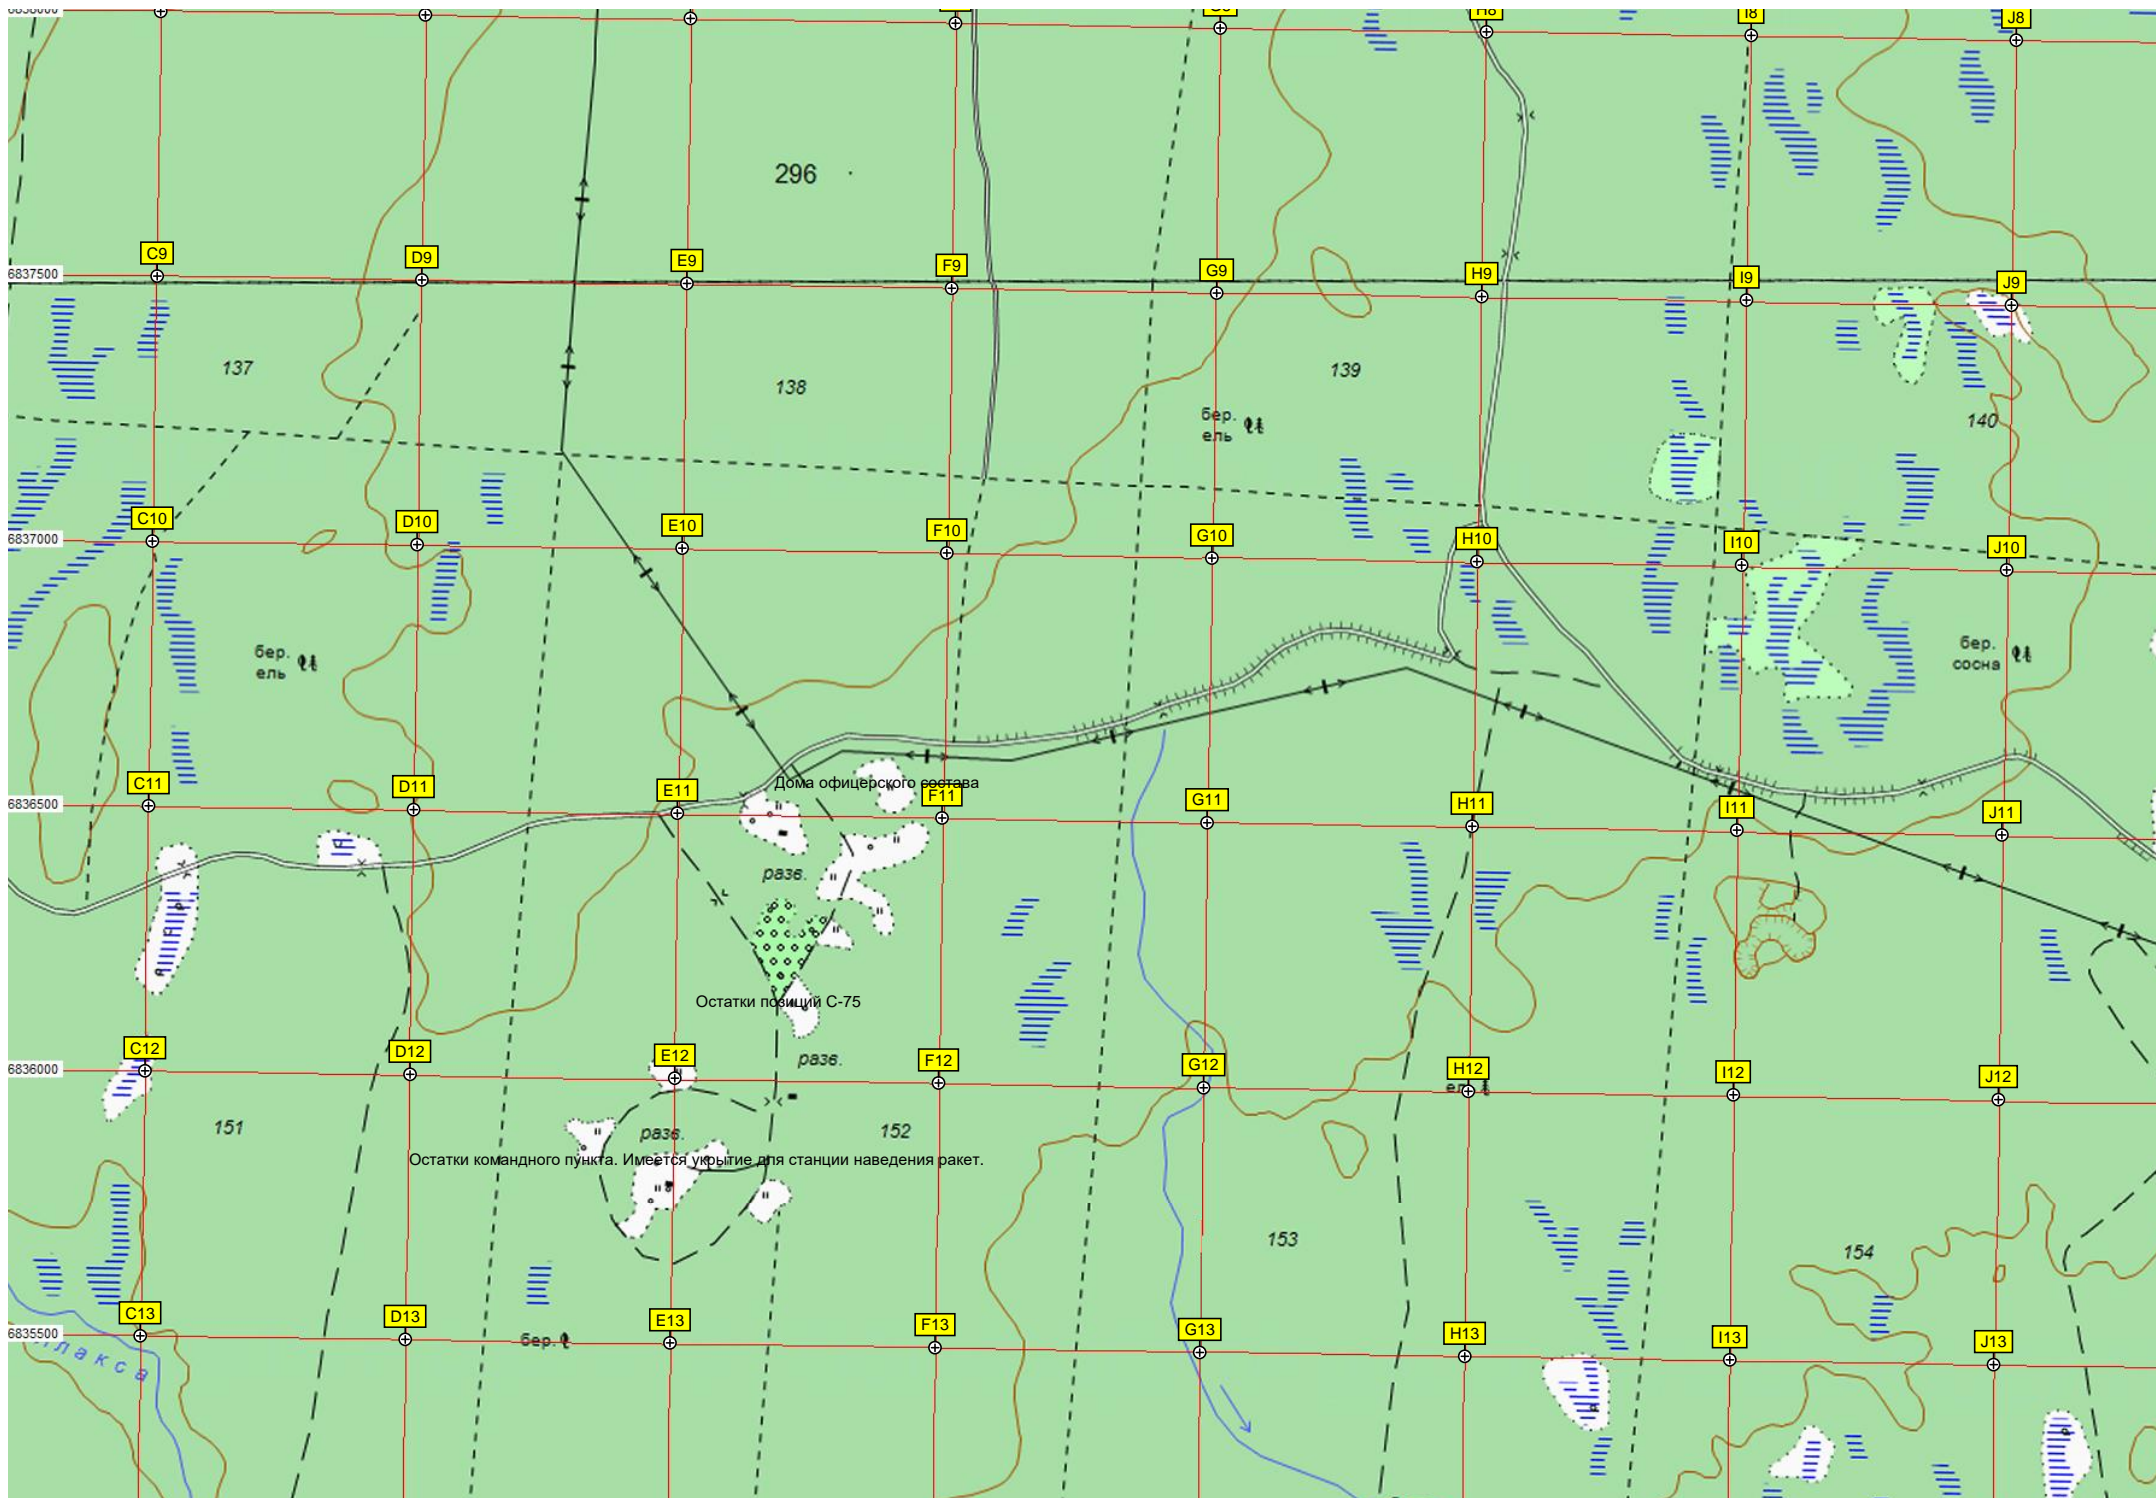 H8
I8
J8
296
C9
D9
E9
F9
G9
H9
I9
J9
6837500
137
138
139
140
бер.
ель
C10
D10
E10
F10
G10
H10
I10
J10
6837000
бер.
ель
бер.
сосна
Дома офицерского состава
C11
D11
E11
F11
G11
H11
I11
J11
6836500
разв.
Остатки позиций С-75
разв.
C12
D12
E12
F12
G12
H12
I12
J12
6836000
151
разв.
152
Остатки командного пункта. Имеется укрытие для станции наведения ракет.
153
154
C13
D13
E13
F13
G13
H13
I13
J13
6835500
бер.
лакса